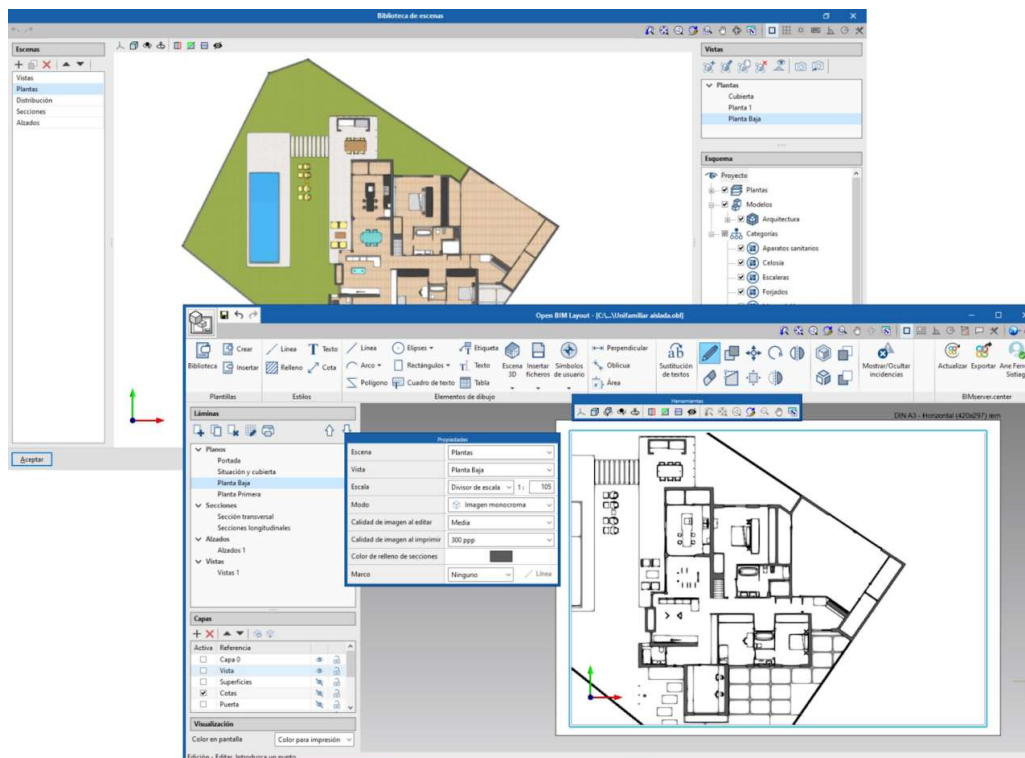 Biblioteca de escenas
Escenas
Vistas
Plantas
Distribución
Secciones
Alzados
Vistas
Plantas
Cubierta
Planta 1
Planta Baja
Esquema
Proyecto
Plantas
Modelos
Arquitectura
Categorías
Aparatos sanitarios
Celosía
Escaleras
Forjados
Aceptar
Open BIM Layout - [C:\...\Unifamiliar aislada.obl]
Biblioteca
Crear
Insertar
Plantillas
Línea
Texto
Relleno
Cota
Estilos
Línea
Elipses
Etiqueta
Arco
Rectángulos
Texto
Polígono
Cuadro de texto
Tabla
Escena 3D
Insertar ficheros
Símbolos de usuario
Elementos de dibujo
Perpendicular
Oblicua
Área
Sustitución de textos
Mostrar/Ocultar incidencias
Actualizar
Exportar
BIMserver.center
Herramientas
DIN A3 - Horizontal (420x297) mm
Láminas
Planos
Portada
Situación y cubierta
Planta Baja
Planta Primera
Secciones
Sección transversal
Secciones longitudinales
Alzados
Alzados 1
Vistas
Vistas 1
Propiedades
Escena Plantas
Vista Planta Baja
Escala Divisor de escala 1: 105
Modo Imagen monocroma
Calidad de imagen al editar Media
Calidad de imagen al imprimir 300 ppp
Color de relleno de secciones
Marco Ninguno Línea
Capas
Activa Referencia
Capa 0
Vista
Superficies
Cotas
Puerta
Visualización
Color en pantalla Color para impresión
Edición - Editar. Introduzca un punto.